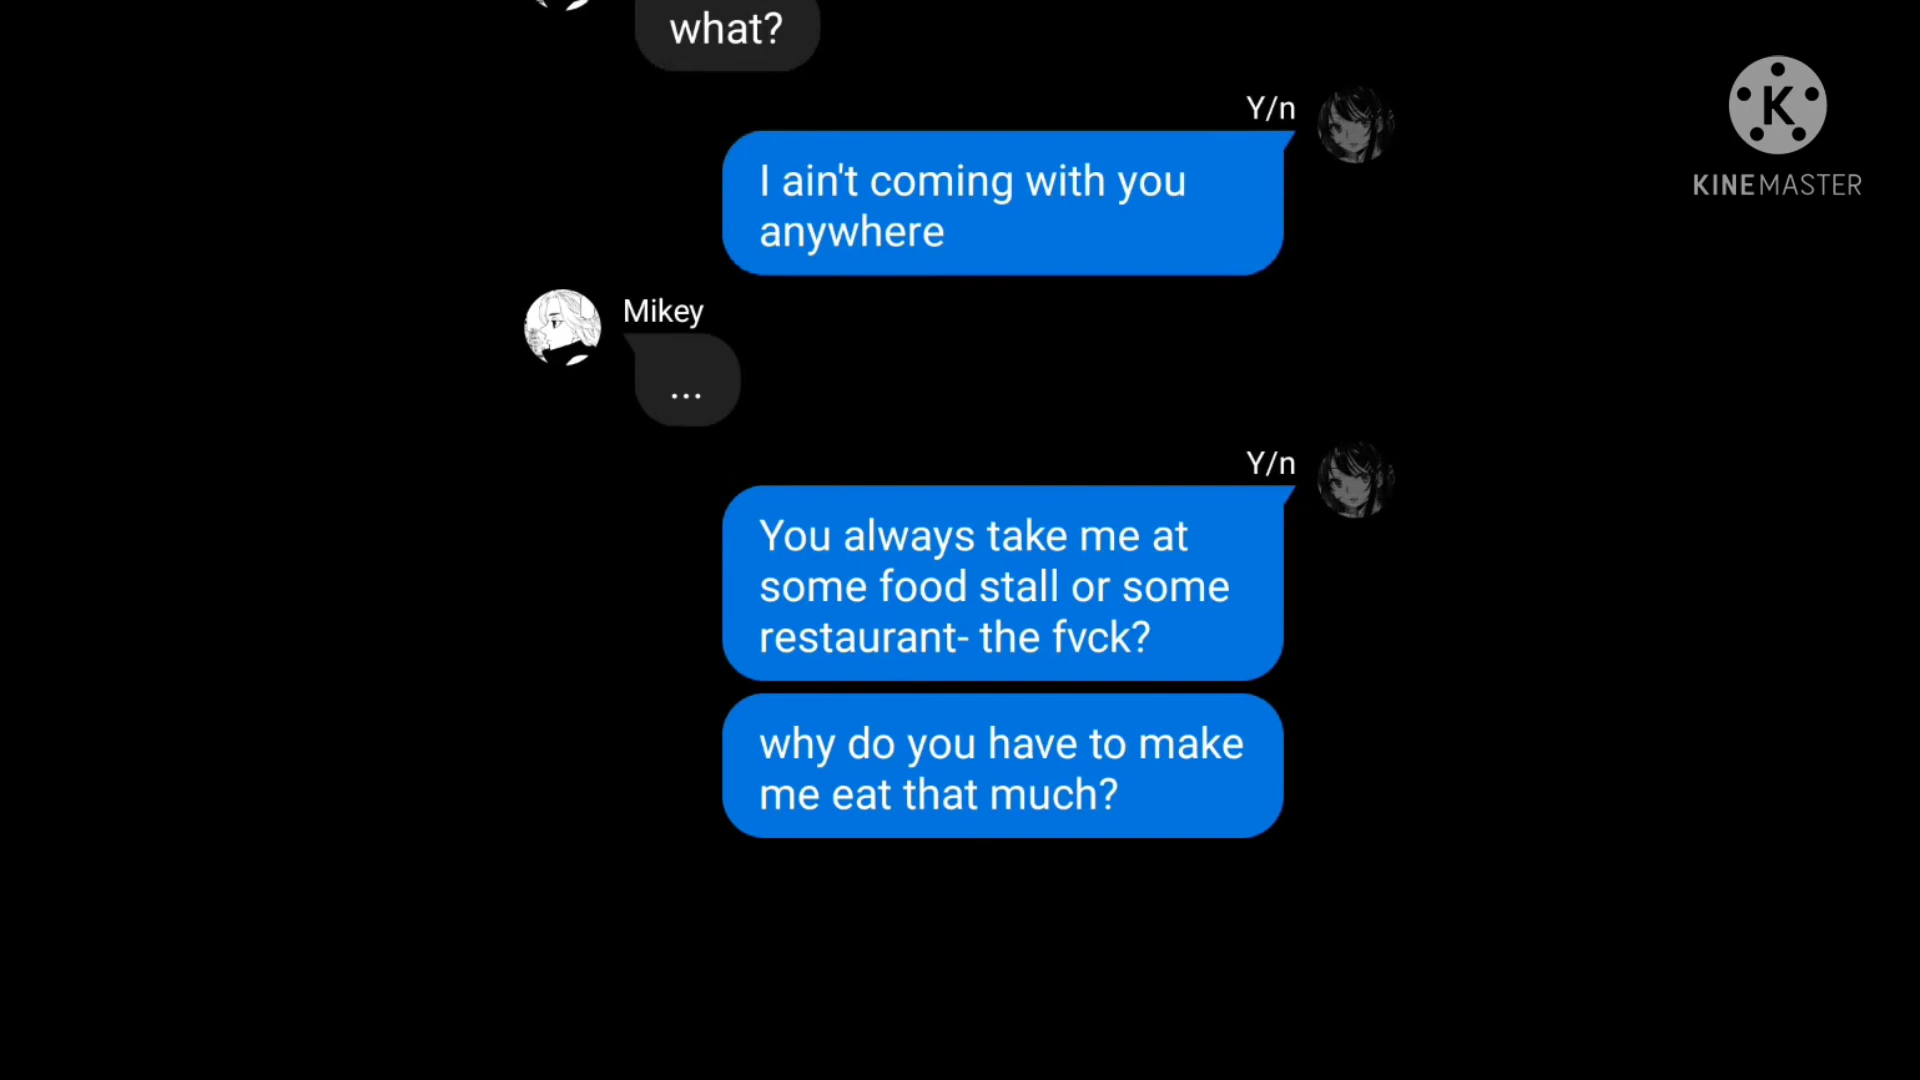 what?
Y/n
I ain't coming with you
anywhere
K
KINEMASTER
Mikey
...
Y/n
You always take me at
some food stall or some
restaurant- the fvck?
why do you have to make
me eat that much?